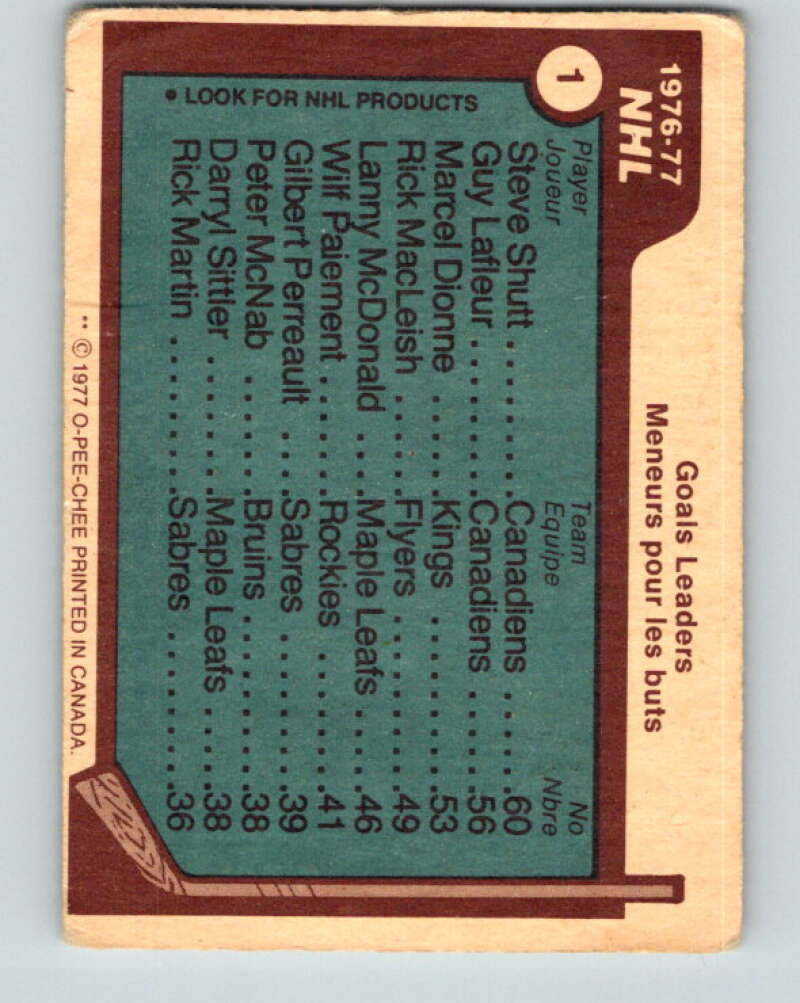 1
1976-77
NHL
Goals Leaders
Meneurs pour les buts
Player Team No
Joueur Equipe Nbre
Steve Shutt.........Canadiens.....60
Guy Lafleur.........Canadiens.....56
Marcel Dionne ......Kings .........53
Rick MacLeish ......Flyers.........49
Lanny McDonald ....Maple Leafs.....46
Wilf Paiement .......Rockies ........41
Gilbert Perreault ....Sabres .........39
Peter McNab .......Bruins ..........38
Darryl Sittler ........Maple Leafs.....38
Rick Martin .........Sabres .........36
• LOOK FOR NHL PRODUCTS
** © 1977 O-PEE-CHEE PRINTED IN CANADA.